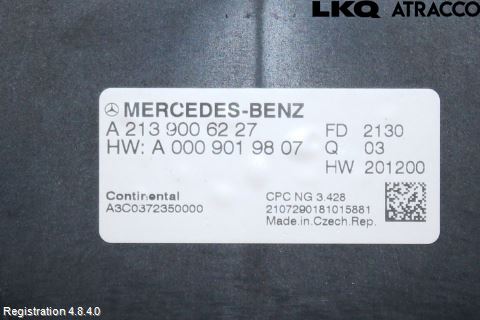 LKQ ATRACCO
MERCEDES-BENZ
A 213 900 62 27 FD 2130
HW: A 000 901 98 07 Q 03
HW 201200
Continental CPC NG 3.428
A3C0372350000 2107290181015881
Made.in.Czech.Rep.
Registration 4.8.4.0